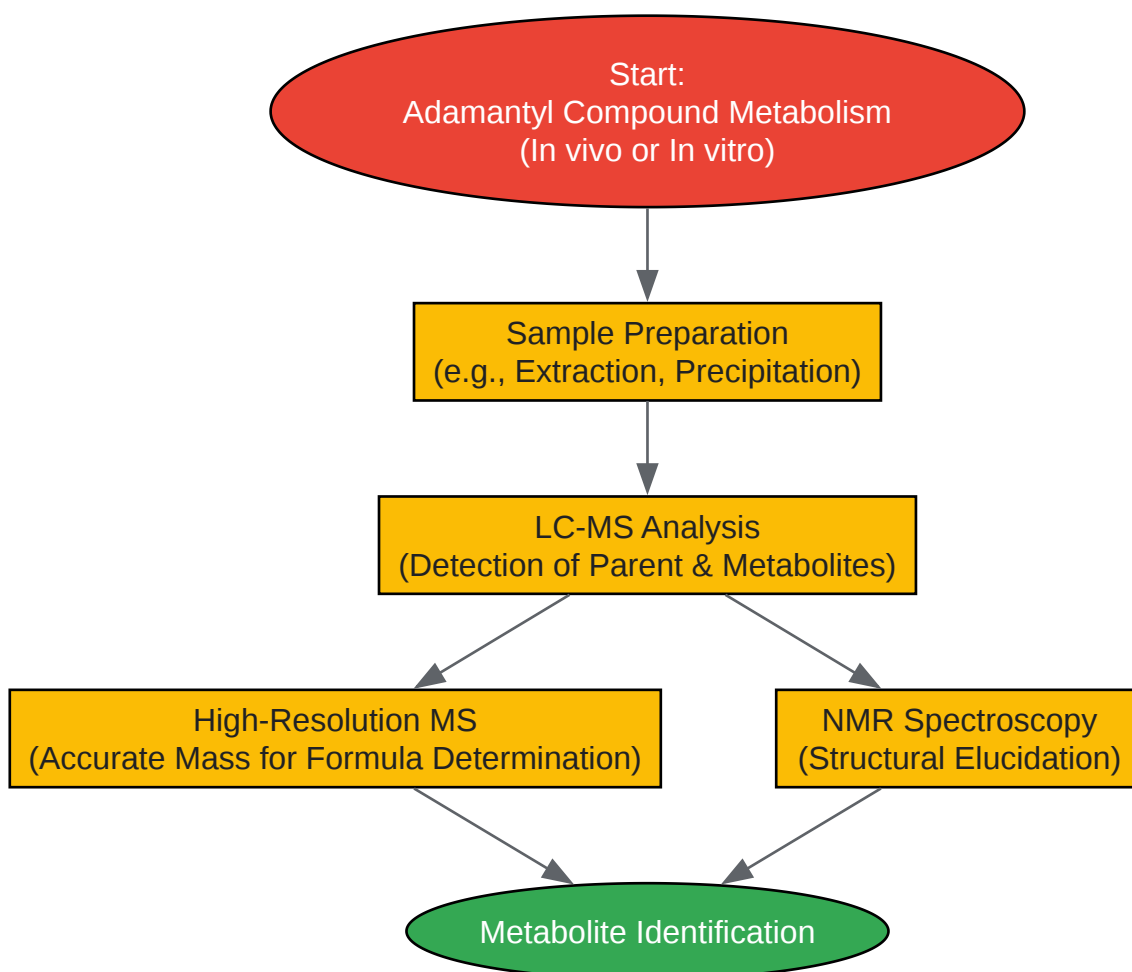 Start:
Adamantyl Compound Metabolism
(In vivo or In vitro)
Sample Preparation
(e.g., Extraction, Precipitation)
LC-MS Analysis
(Detection of Parent & Metabolites)
High-Resolution MS
(Accurate Mass for Formula Determination)
NMR Spectroscopy
(Structural Elucidation)
Metabolite Identification